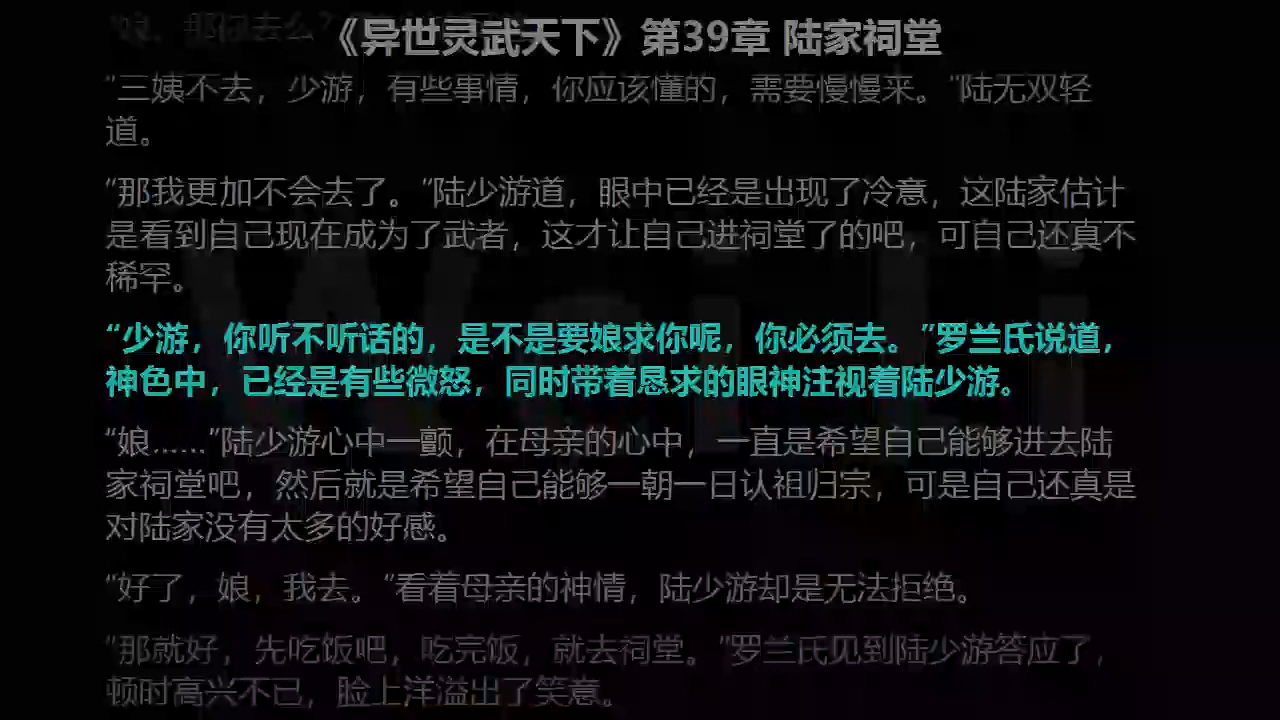 “娘，那你去么？
《异世灵武天下》第39章 陆家祠堂
“三姨不去，少游，有些事情，你应该懂的，需要慢慢来。”陆无双轻
道。
“那我更加不会去了。”陆少游道，眼中已经是出现了冷意，这陆家估计
是看到自己现在成为了武者，这才让自己进祠堂了的吧，可自己还真不
稀罕。
“少游，你听不听话的，是不是要娘求你呢，你必须去。”罗兰氏说道，
神色中，已经是有些微怒，同时带着恳求的眼神注视着陆少游。
“娘……”陆少游心中一颤，在母亲的心中，一直是希望自己能够进去陆
家祠堂吧，然后就是希望自己能够一朝一日认祖归宗，可是自己还真是
对陆家没有太多的好感。
“好了，娘，我去。”看着母亲的神情，陆少游却是无法拒绝。
“那就好，先吃饭吧，吃完饭，就去祠堂。”罗兰氏见到陆少游答应了，
顿时高兴不已，脸上洋溢出了笑意。
Wei Li